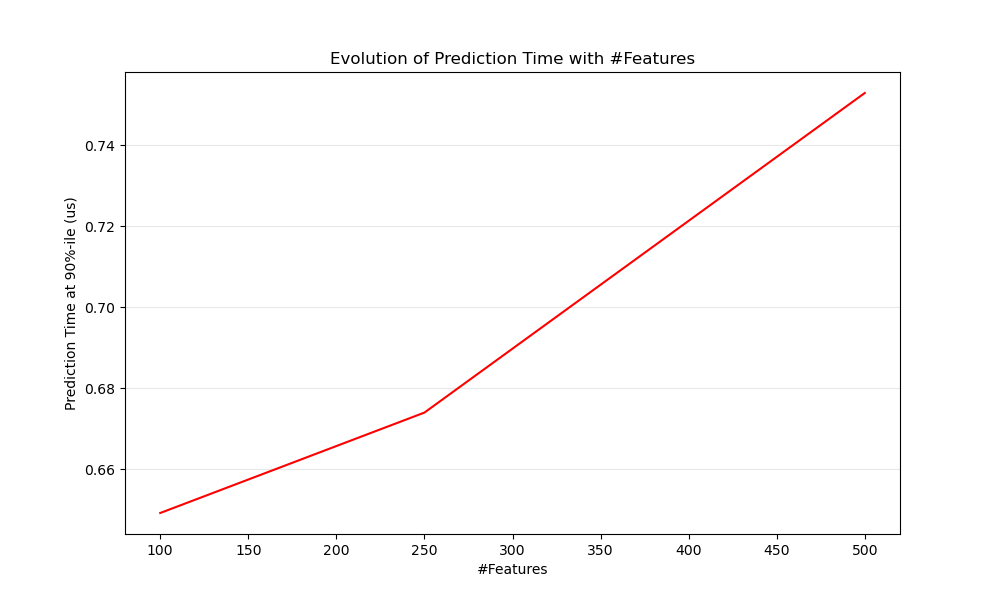 Evolution of Prediction Time with #Features
Prediction Time at 90%-ile (us)
0.74
0.72
0.70
0.68
0.66
100 150 200 250 300 350 400 450 500
#Features